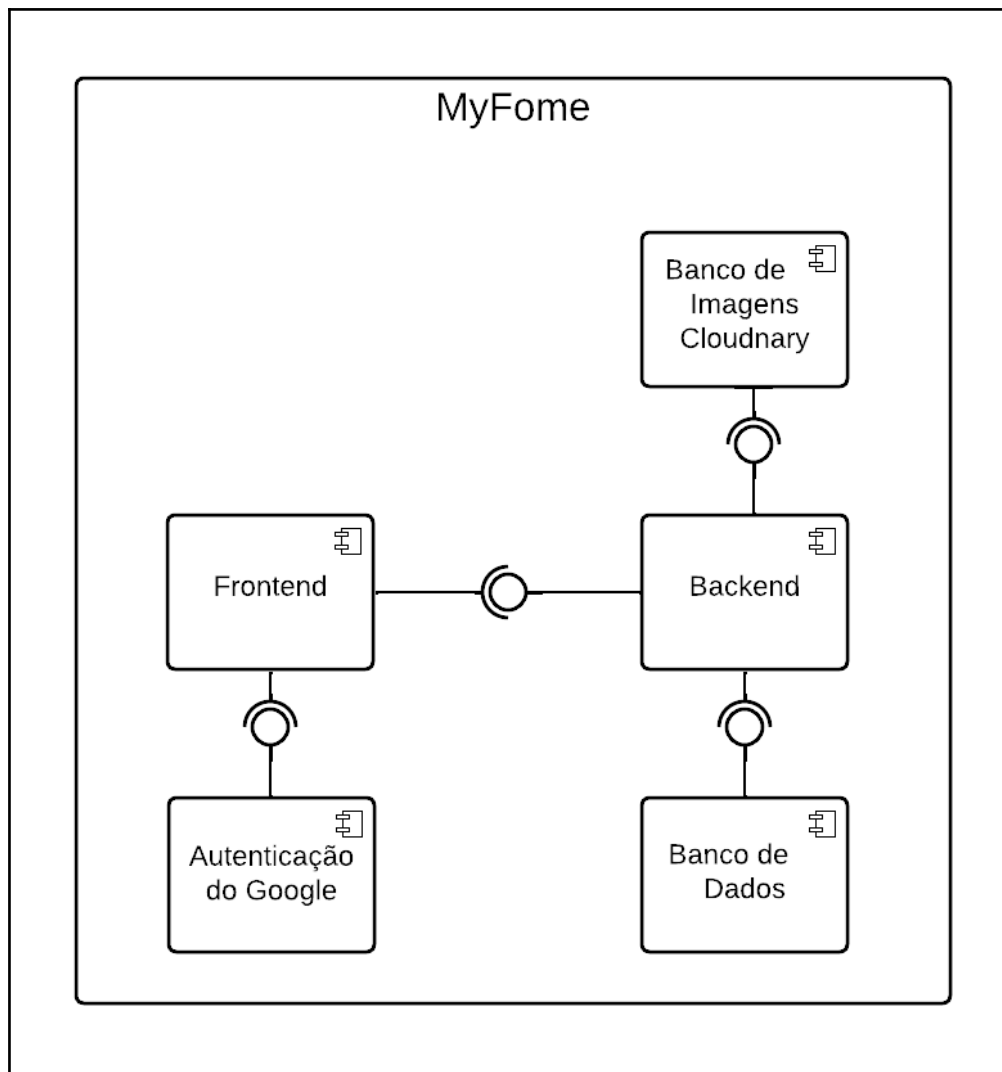 MyFome
Banco de
Imagens
Cloudnary
Frontend
Backend
Autenticação
do Google
Banco de
Dados